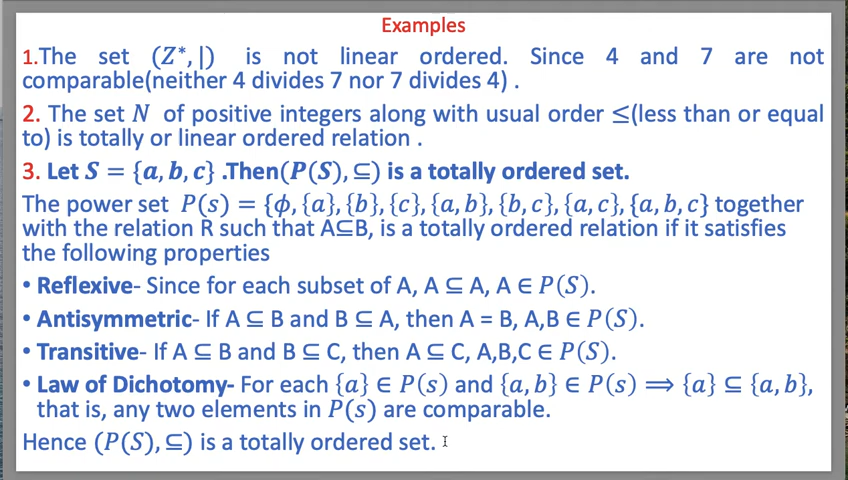 Examples
1.The set (Z*,|) is not linear ordered. Since 4 and 7 are not
comparable(neither 4 divides 7 nor 7 divides 4) .
2. The set N of positive integers along with usual order ≤(less than or equal
to) is totally or linear ordered relation .
3. Let S = {a, b, c} .Then(P(S), ⊆) is a totally ordered set.
The power set P(s) = {ϕ, {a}, {b}, {c}, {a, b}, {b, c}, {a, c}, {a, b, c} together
with the relation R such that A⊆B, is a totally ordered relation if it satisfies
the following properties
• Reflexive- Since for each subset of A, A ⊆ A, A ∈ P(S).
• Antisymmetric- If A ⊆ B and B ⊆ A, then A = B, A,B ∈ P(S).
• Transitive- If A ⊆ B and B ⊆ C, then A ⊆ C, A,B,C ∈ P(S).
• Law of Dichotomy- For each {a} ∈ P(s) and {a, b} ∈ P(s) ⟹ {a} ⊆ {a, b},
that is, any two elements in P(s) are comparable.
Hence (P(S), ⊆) is a totally ordered set.